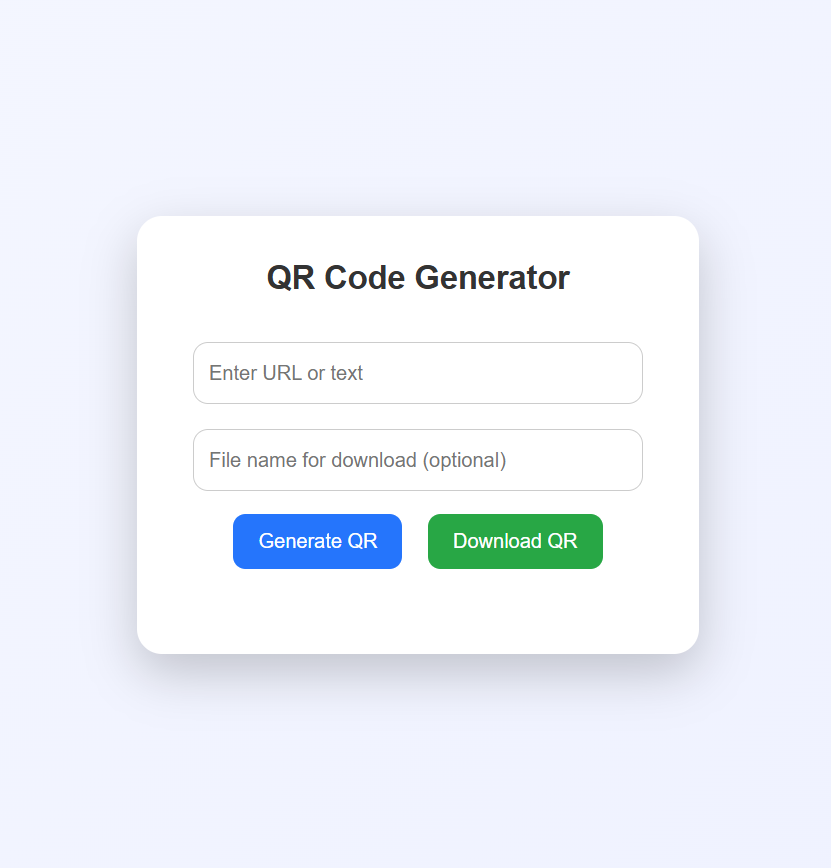 QR Code Generator
Enter URL or text
File name for download (optional)
Generate QR Download QR